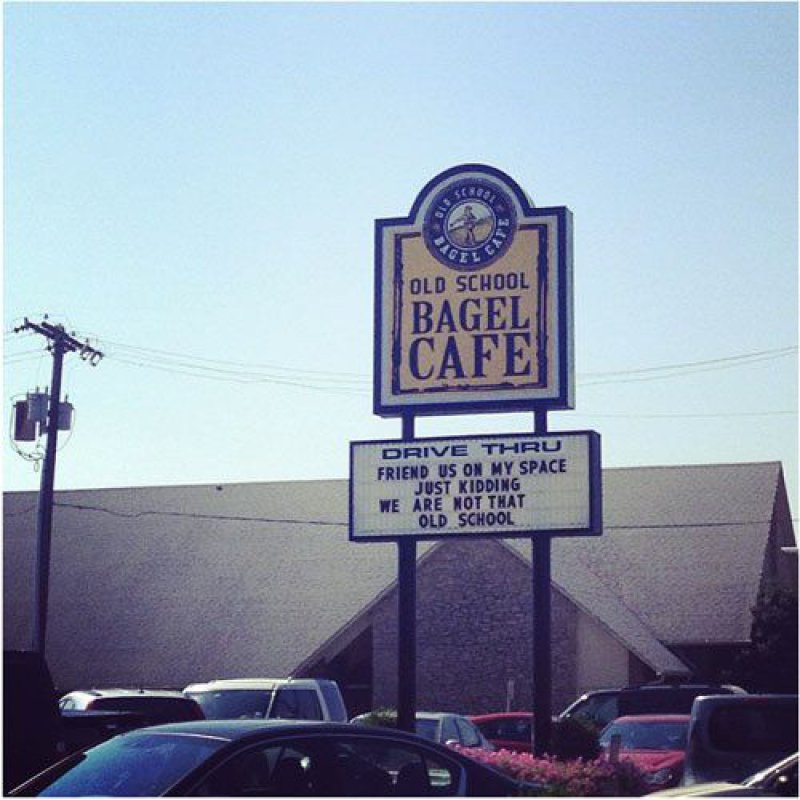 OLD SCHOOL
BAGEL CAFE
OLD SCHOOL
BAGEL
CAFE
DRIVE THRU
FRIEND US ON MY SPACE
JUST KIDDING
WE ARE NOT THAT
OLD SCHOOL